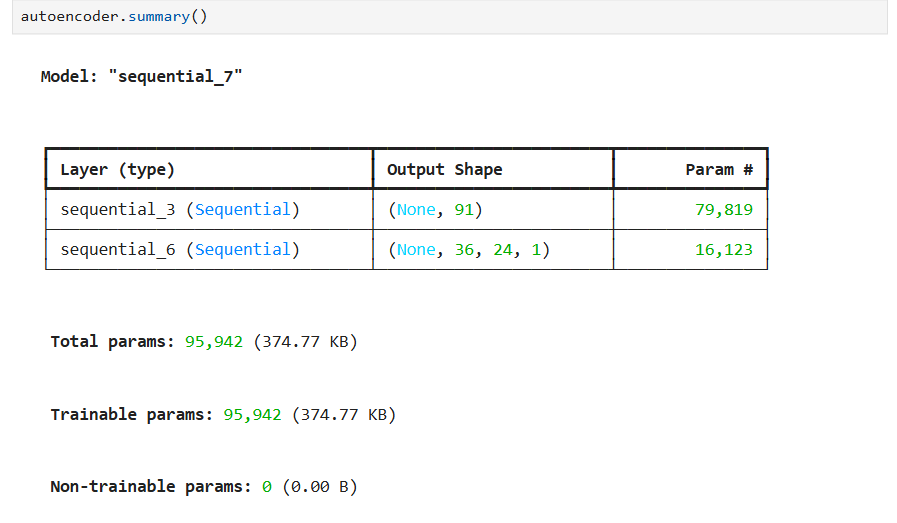 autoencoder.summary()
Model: "sequential_7"
Layer (type) Output Shape Param #
sequential_3 (Sequential) (None, 91) 79,819
sequential_6 (Sequential) (None, 36, 24, 1) 16,123
Total params: 95,942 (374.77 KB)
Trainable params: 95,942 (374.77 KB)
Non-trainable params: 0 (0.00 B)